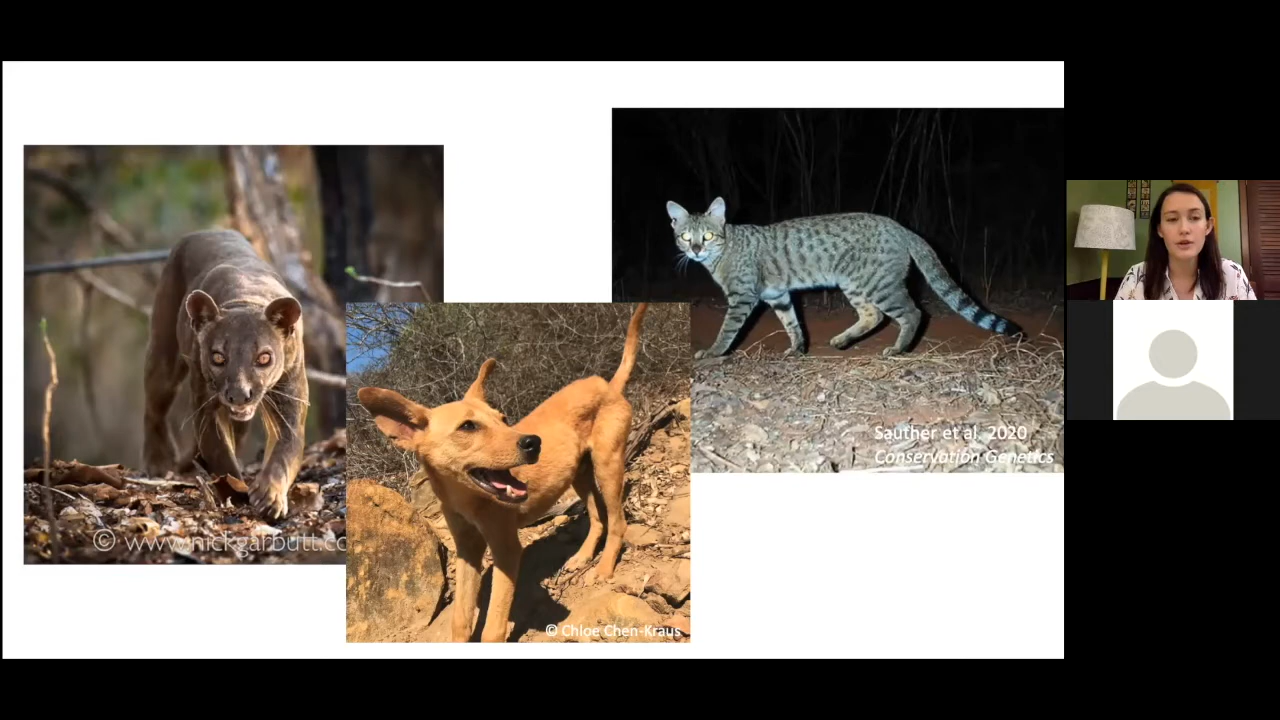 © www.nickgarbutt.co
© Chloe Chen-Kraus
Sauther et al. 2020
Conservation Genetics